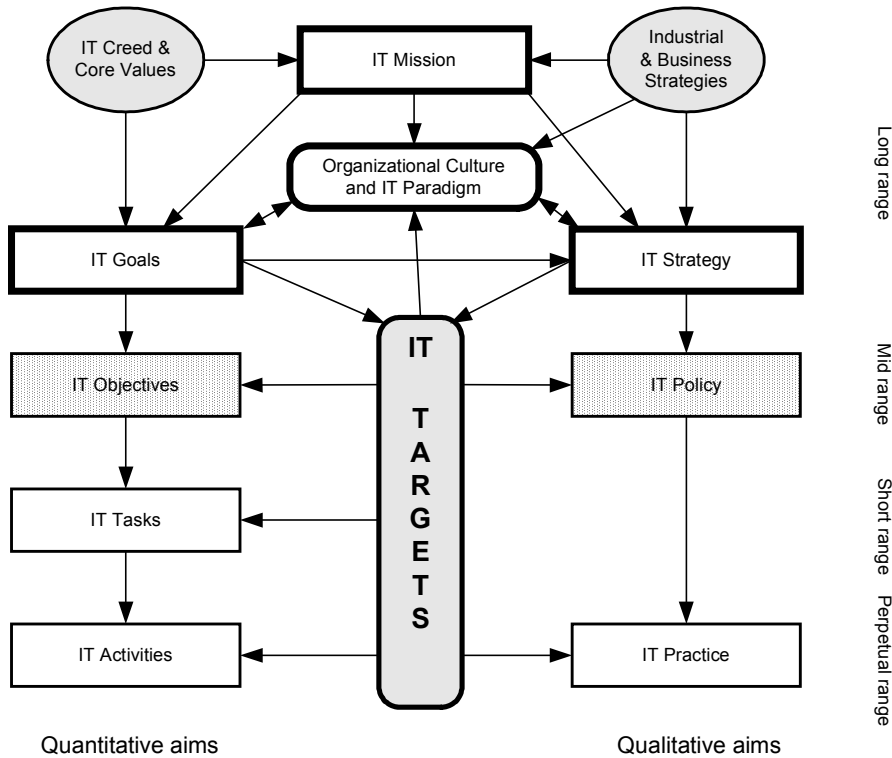 IT Creed &
Core Values
IT Mission
Industrial
& Business
Strategies
Organizational Culture
and IT Paradigm
Long range
IT Goals
IT Strategy
IT
TARGETS
IT Objectives
IT Policy
Mid range
IT Tasks
Short range
IT Activities
IT Practice
Perpetual range
Quantitative aims
Qualitative aims